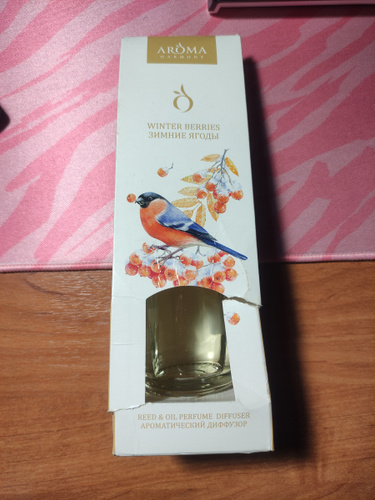 AROMA
HARMONY
WINTER BERRIES
ЗИМНИЕ ЯГОДЫ
REED & OIL PERFUME DIFFUSER
АРОМАТИЧЕСКИЙ ДИФФУЗОР